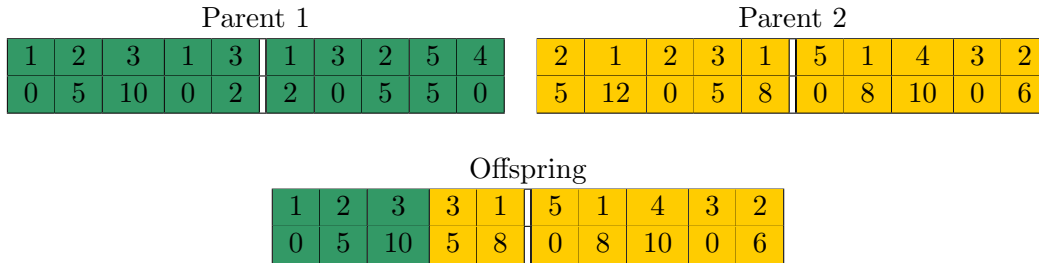 Parent 1 Parent 2
1 2 3 1 3 1 3 2 5 4 2 1 2 3 1 5 1 4 3 2
0 5 10 0 2 2 0 5 5 0 5 12 0 5 8 0 8 10 0 6
Offspring
1 2 3 3 1 5 1 4 3 2
0 5 10 5 8 0 8 10 0 6